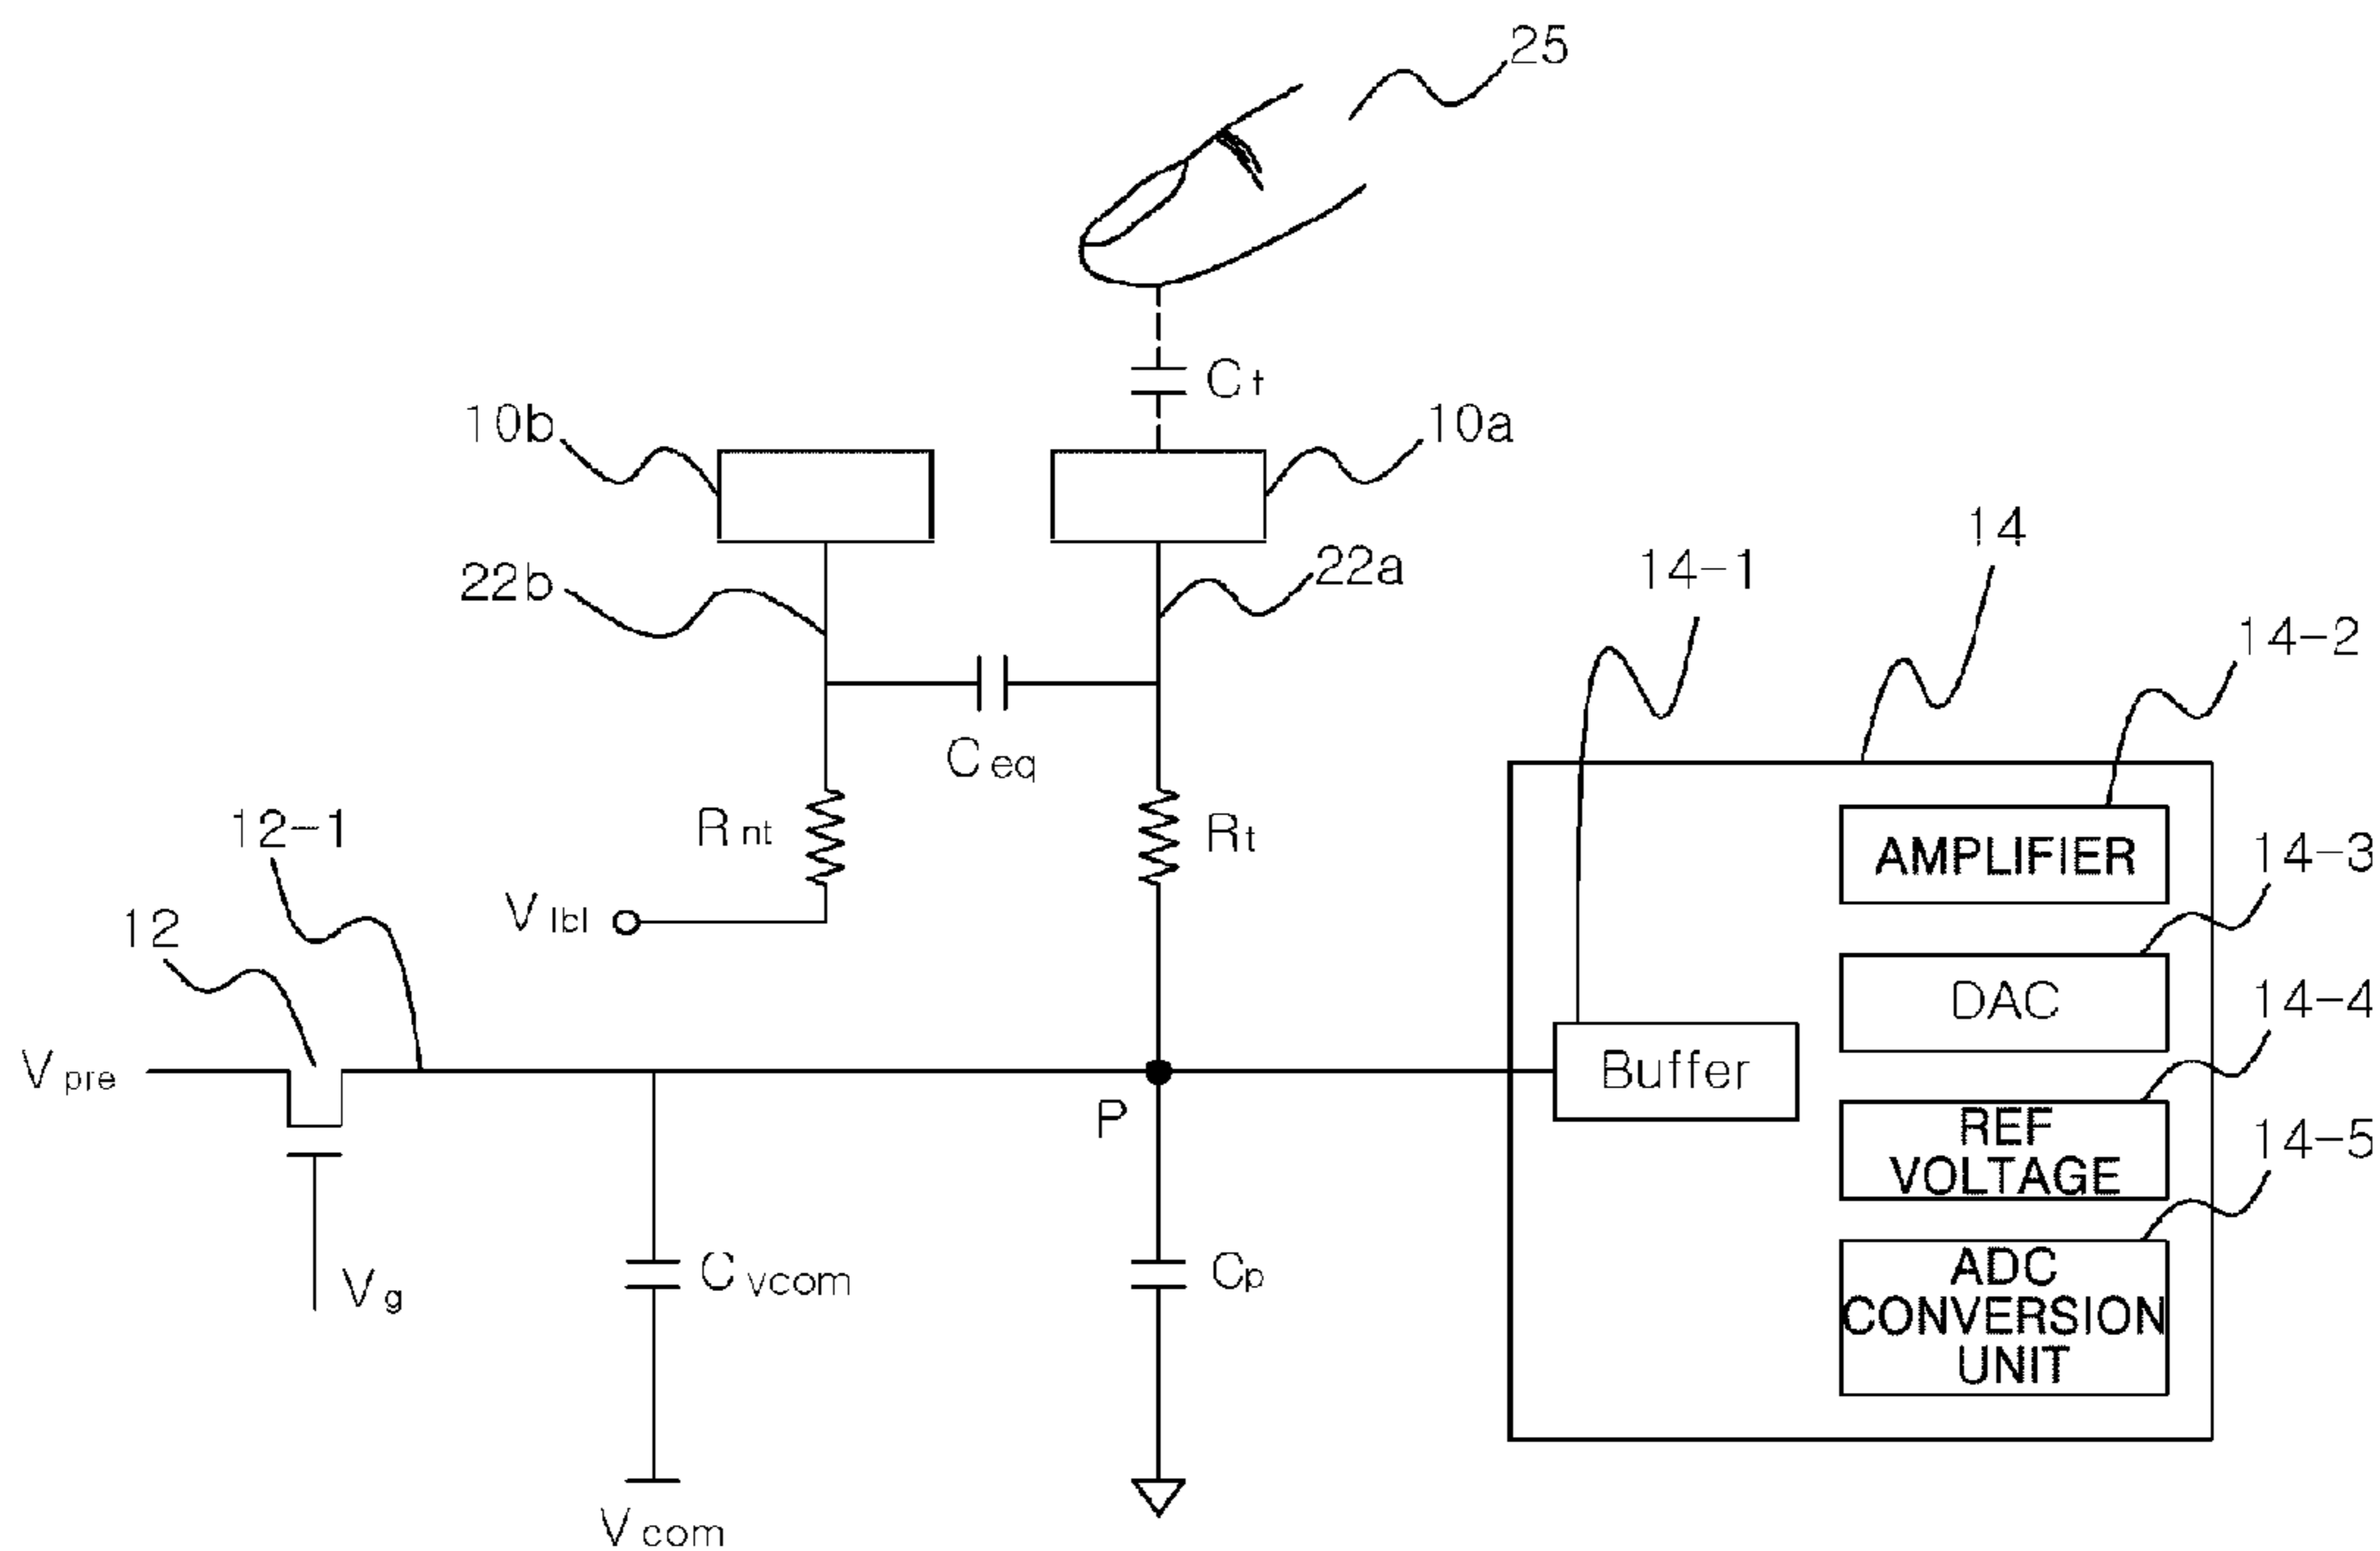 25
Ct
10b
10a
22b
22a
14-1
14
14-2
Ceq
12-1
Rnt
Rt
AMPLIFIER
14-3
12
Vlbl
DAC
14-4
Vpre
P
Buffer
REF
VOLTAGE
14-5
Vg
Cvcom
Cp
ADC
CONVERSION
UNIT
Vcom